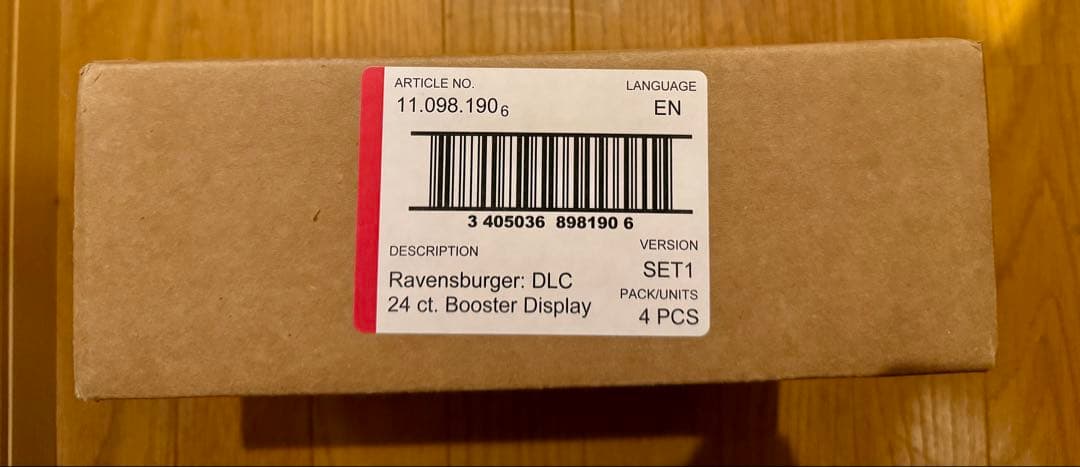 ARTICLE NO.
11.098.190 6
LANGUAGE
EN
3 405036 898190 6
DESCRIPTION
Ravensburger: DLC
24 ct. Booster Display
VERSION
SET1
PACK/UNITS
4 PCS